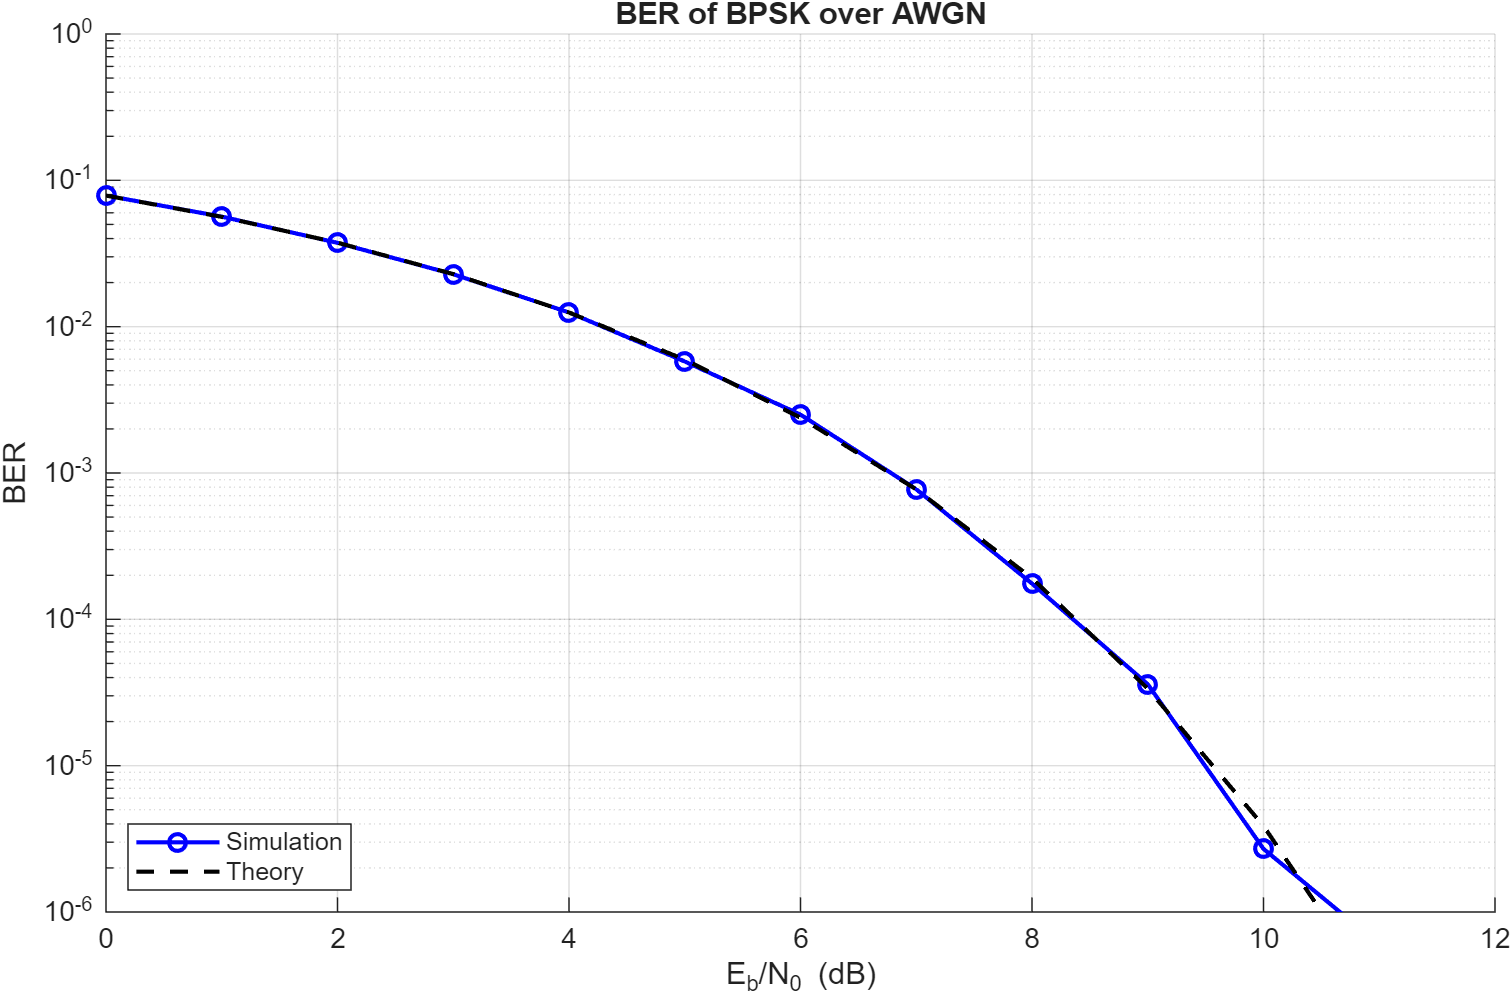 BER of BPSK over AWGN
10^0
10^-1
10^-2
10^-3
10^-4
10^-5
10^-6
BER
Simulation
Theory
0 2 4 6 8 10 12
E_b/N_0 (dB)